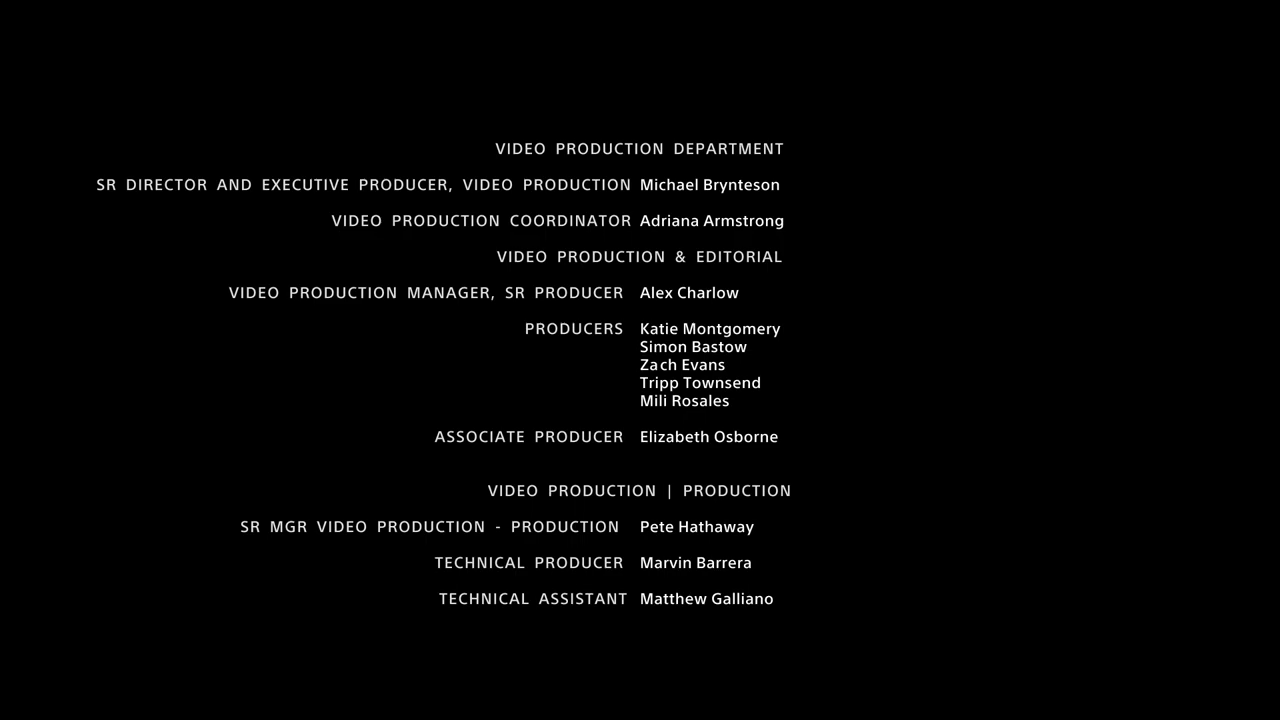 VIDEO PRODUCTION DEPARTMENT
SR DIRECTOR AND EXECUTIVE PRODUCER, VIDEO PRODUCTION Michael Brynteson
VIDEO PRODUCTION COORDINATOR Adriana Armstrong
VIDEO PRODUCTION & EDITORIAL
VIDEO PRODUCTION MANAGER, SR PRODUCER Alex Charlow
PRODUCERS Katie Montgomery
Simon Bastow
Zach Evans
Tripp Townsend
Mili Rosales
ASSOCIATE PRODUCER Elizabeth Osborne
VIDEO PRODUCTION | PRODUCTION
SR MGR VIDEO PRODUCTION - PRODUCTION Pete Hathaway
TECHNICAL PRODUCER Marvin Barrera
TECHNICAL ASSISTANT Matthew Galliano